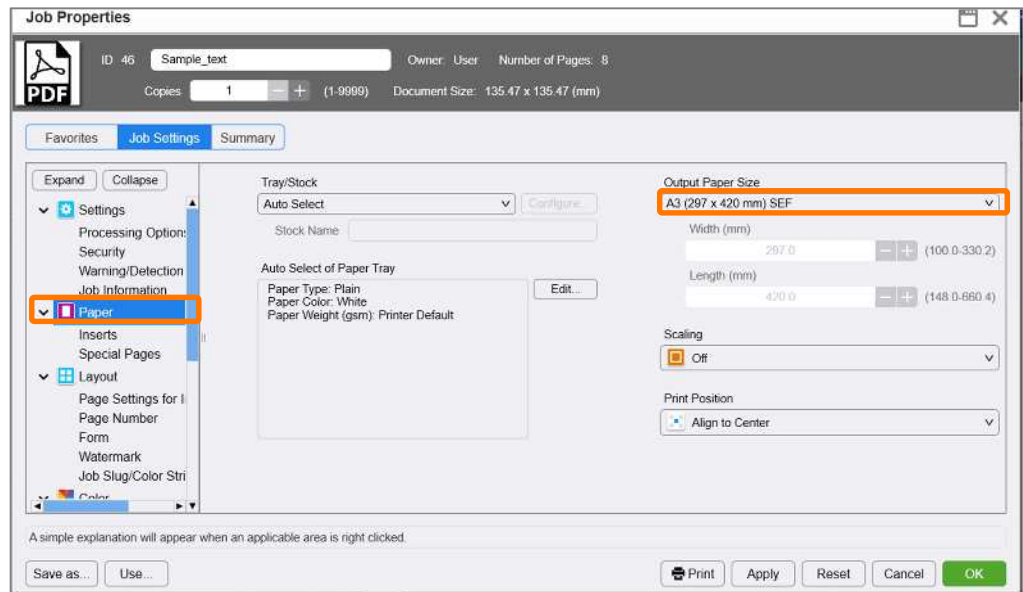 Job Properties
ID 46 Sample_text Owner: User Number of Pages: 8
PDF
Copies 1 (1-9999) Document Size: 135.47 x 135.47 (mm)
Favorites Job Settings Summary
Expand Collapse
Settings
Processing Option
Security
Warning/Detection
Job Information
Paper
Inserts
Special Pages
Layout
Page Settings for I
Page Number
Form
Watermark
Job Slug/Color Stri
Color
Tray/Stock
Auto Select Configure...
Stock Name
Auto Select of Paper Tray
Paper Type: Plain
Paper Color: White
Paper Weight (gsm): Printer Default
Edit...
Output Paper Size
A3 (297 x 420 mm) SEF
Width (mm)
297.0 (100.0-330.2)
Length (mm)
420.0 (148.0-660.4)
Scaling
Off
Print Position
Align to Center
A simple explanation will appear when an applicable area is right clicked.
Save as... Use... Print Apply Reset Cancel OK